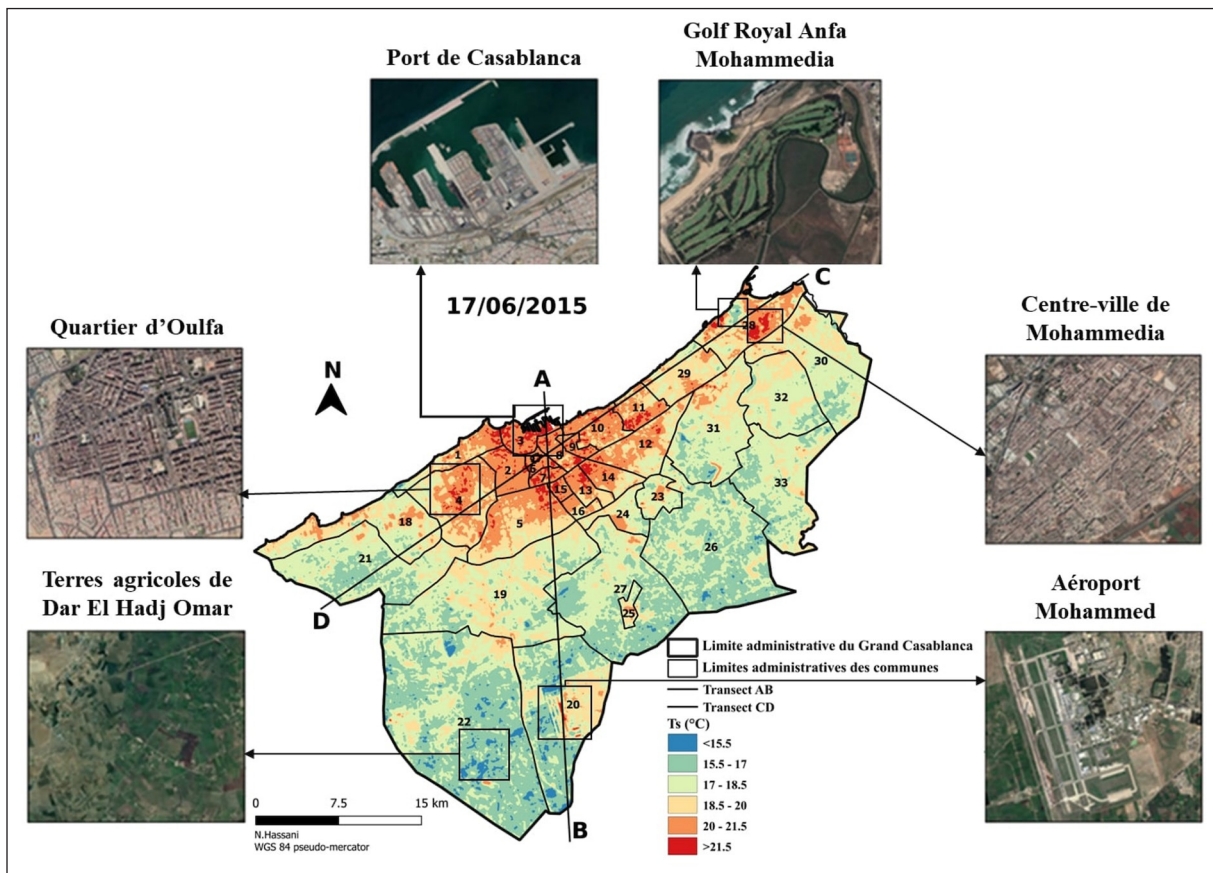 Port de Casablanca
Golf Royal Anfa
Mohammedia
17/06/2015
C
Quartier d'Oulfa
Centre-ville de
Mohammedia
N
A
28
30
29
32
11
10
31
12
3
9
8
1
2
6
7
14
13
15
4
23
33
16
18
5
24
26
21
27
19
25
D
Terres agricoles de
Dar El Hadj Omar
Aéroport
Mohammed
Limite administrative du Grand Casablanca
Limites administratives des communes
Transect AB
Transect CD
20
22
Ts (°C)
<15.5
15.5 - 17
17 - 18.5
18.5 - 20
20 - 21.5
>21.5
0 7.5 15 km
B
N.Hassani
WGS 84 pseudo-mercator